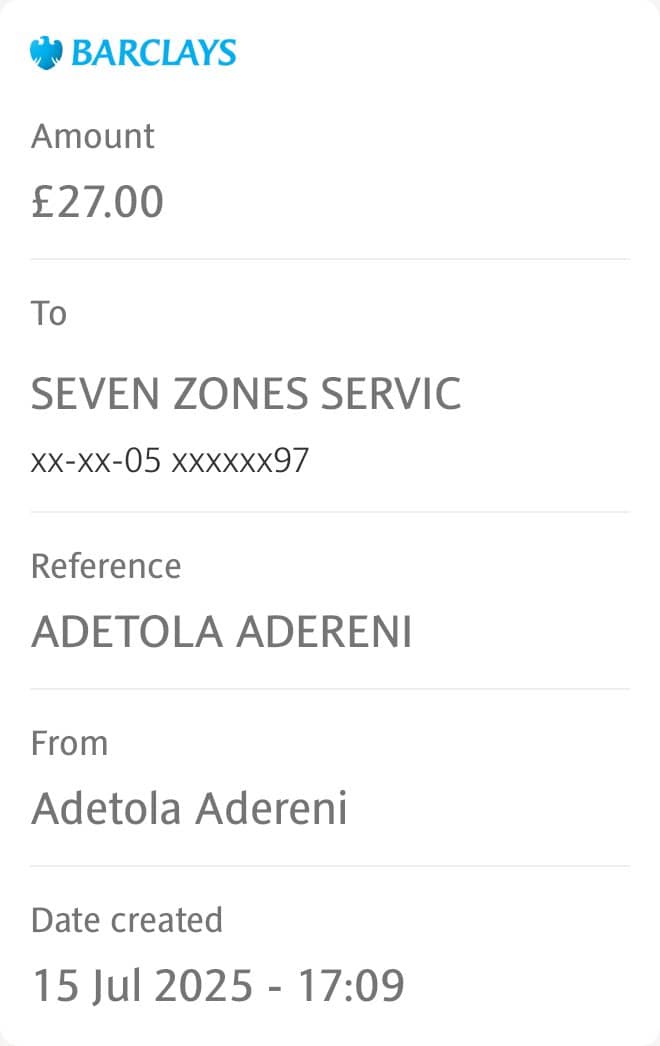 BARCLAYS
Amount
£27.00
To
SEVEN ZONES SERVIC
xx-xx-05 xxxxxx97
Reference
ADETOLA ADERENI
From
Adetola Adereni
Date created
15 Jul 2025 - 17:09